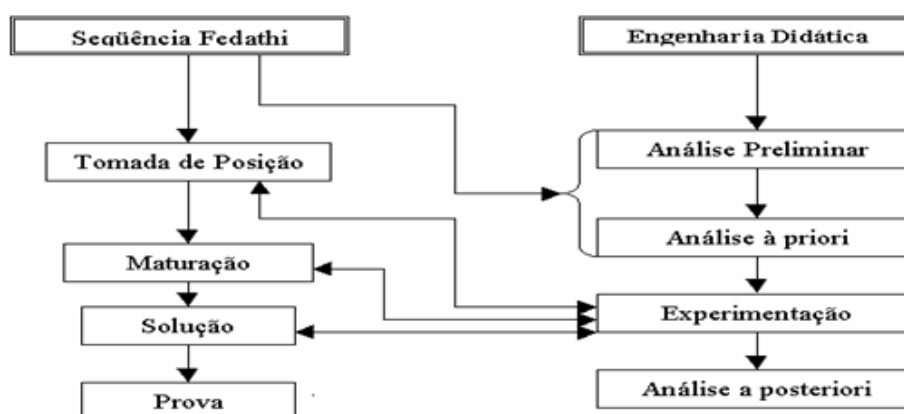 Seqüência Fedathi
Engenharia Didática
Tomada de Posição
Análise Preliminar
Análise à priori
Maturação
Solução
Experimentação
Prova
Análise a posteriori